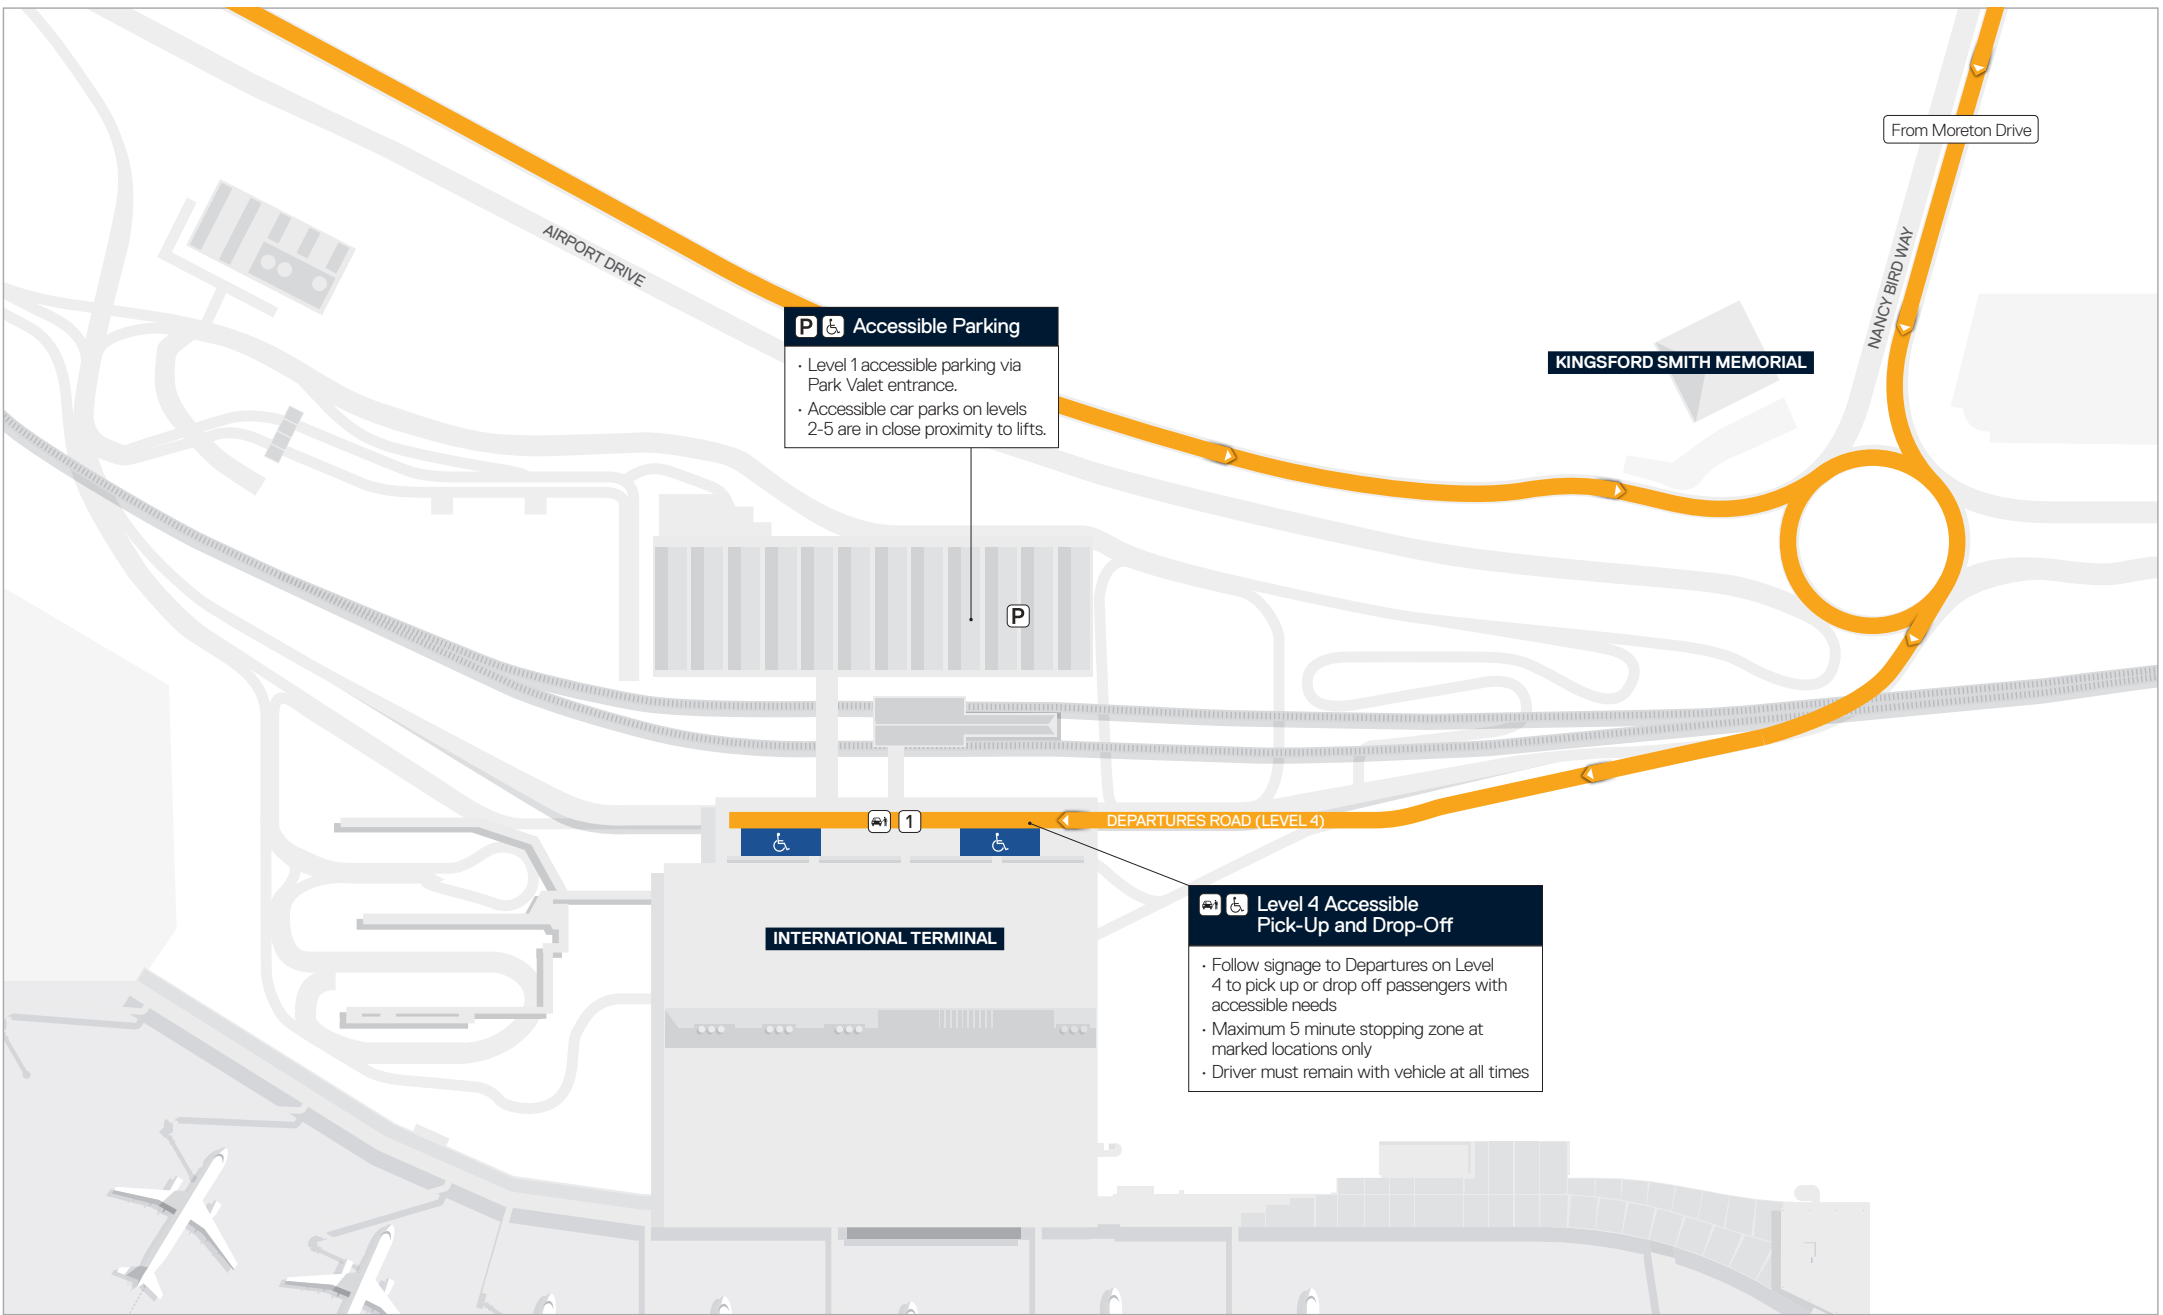 From Moreton Drive
AIRPORT DRIVE
NANCY BIRD WAY
P Accessible Parking
· Level 1 accessible parking via
Park Valet entrance.
· Accessible car parks on levels
2-5 are in close proximity to lifts.
KINGSFORD SMITH MEMORIAL
P
1
DEPARTURES ROAD (LEVEL 4)
INTERNATIONAL TERMINAL
Level 4 Accessible
Pick-Up and Drop-Off
· Follow signage to Departures on Level
4 to pick up or drop off passengers with
accessible needs
· Maximum 5 minute stopping zone at
marked locations only
· Driver must remain with vehicle at all times